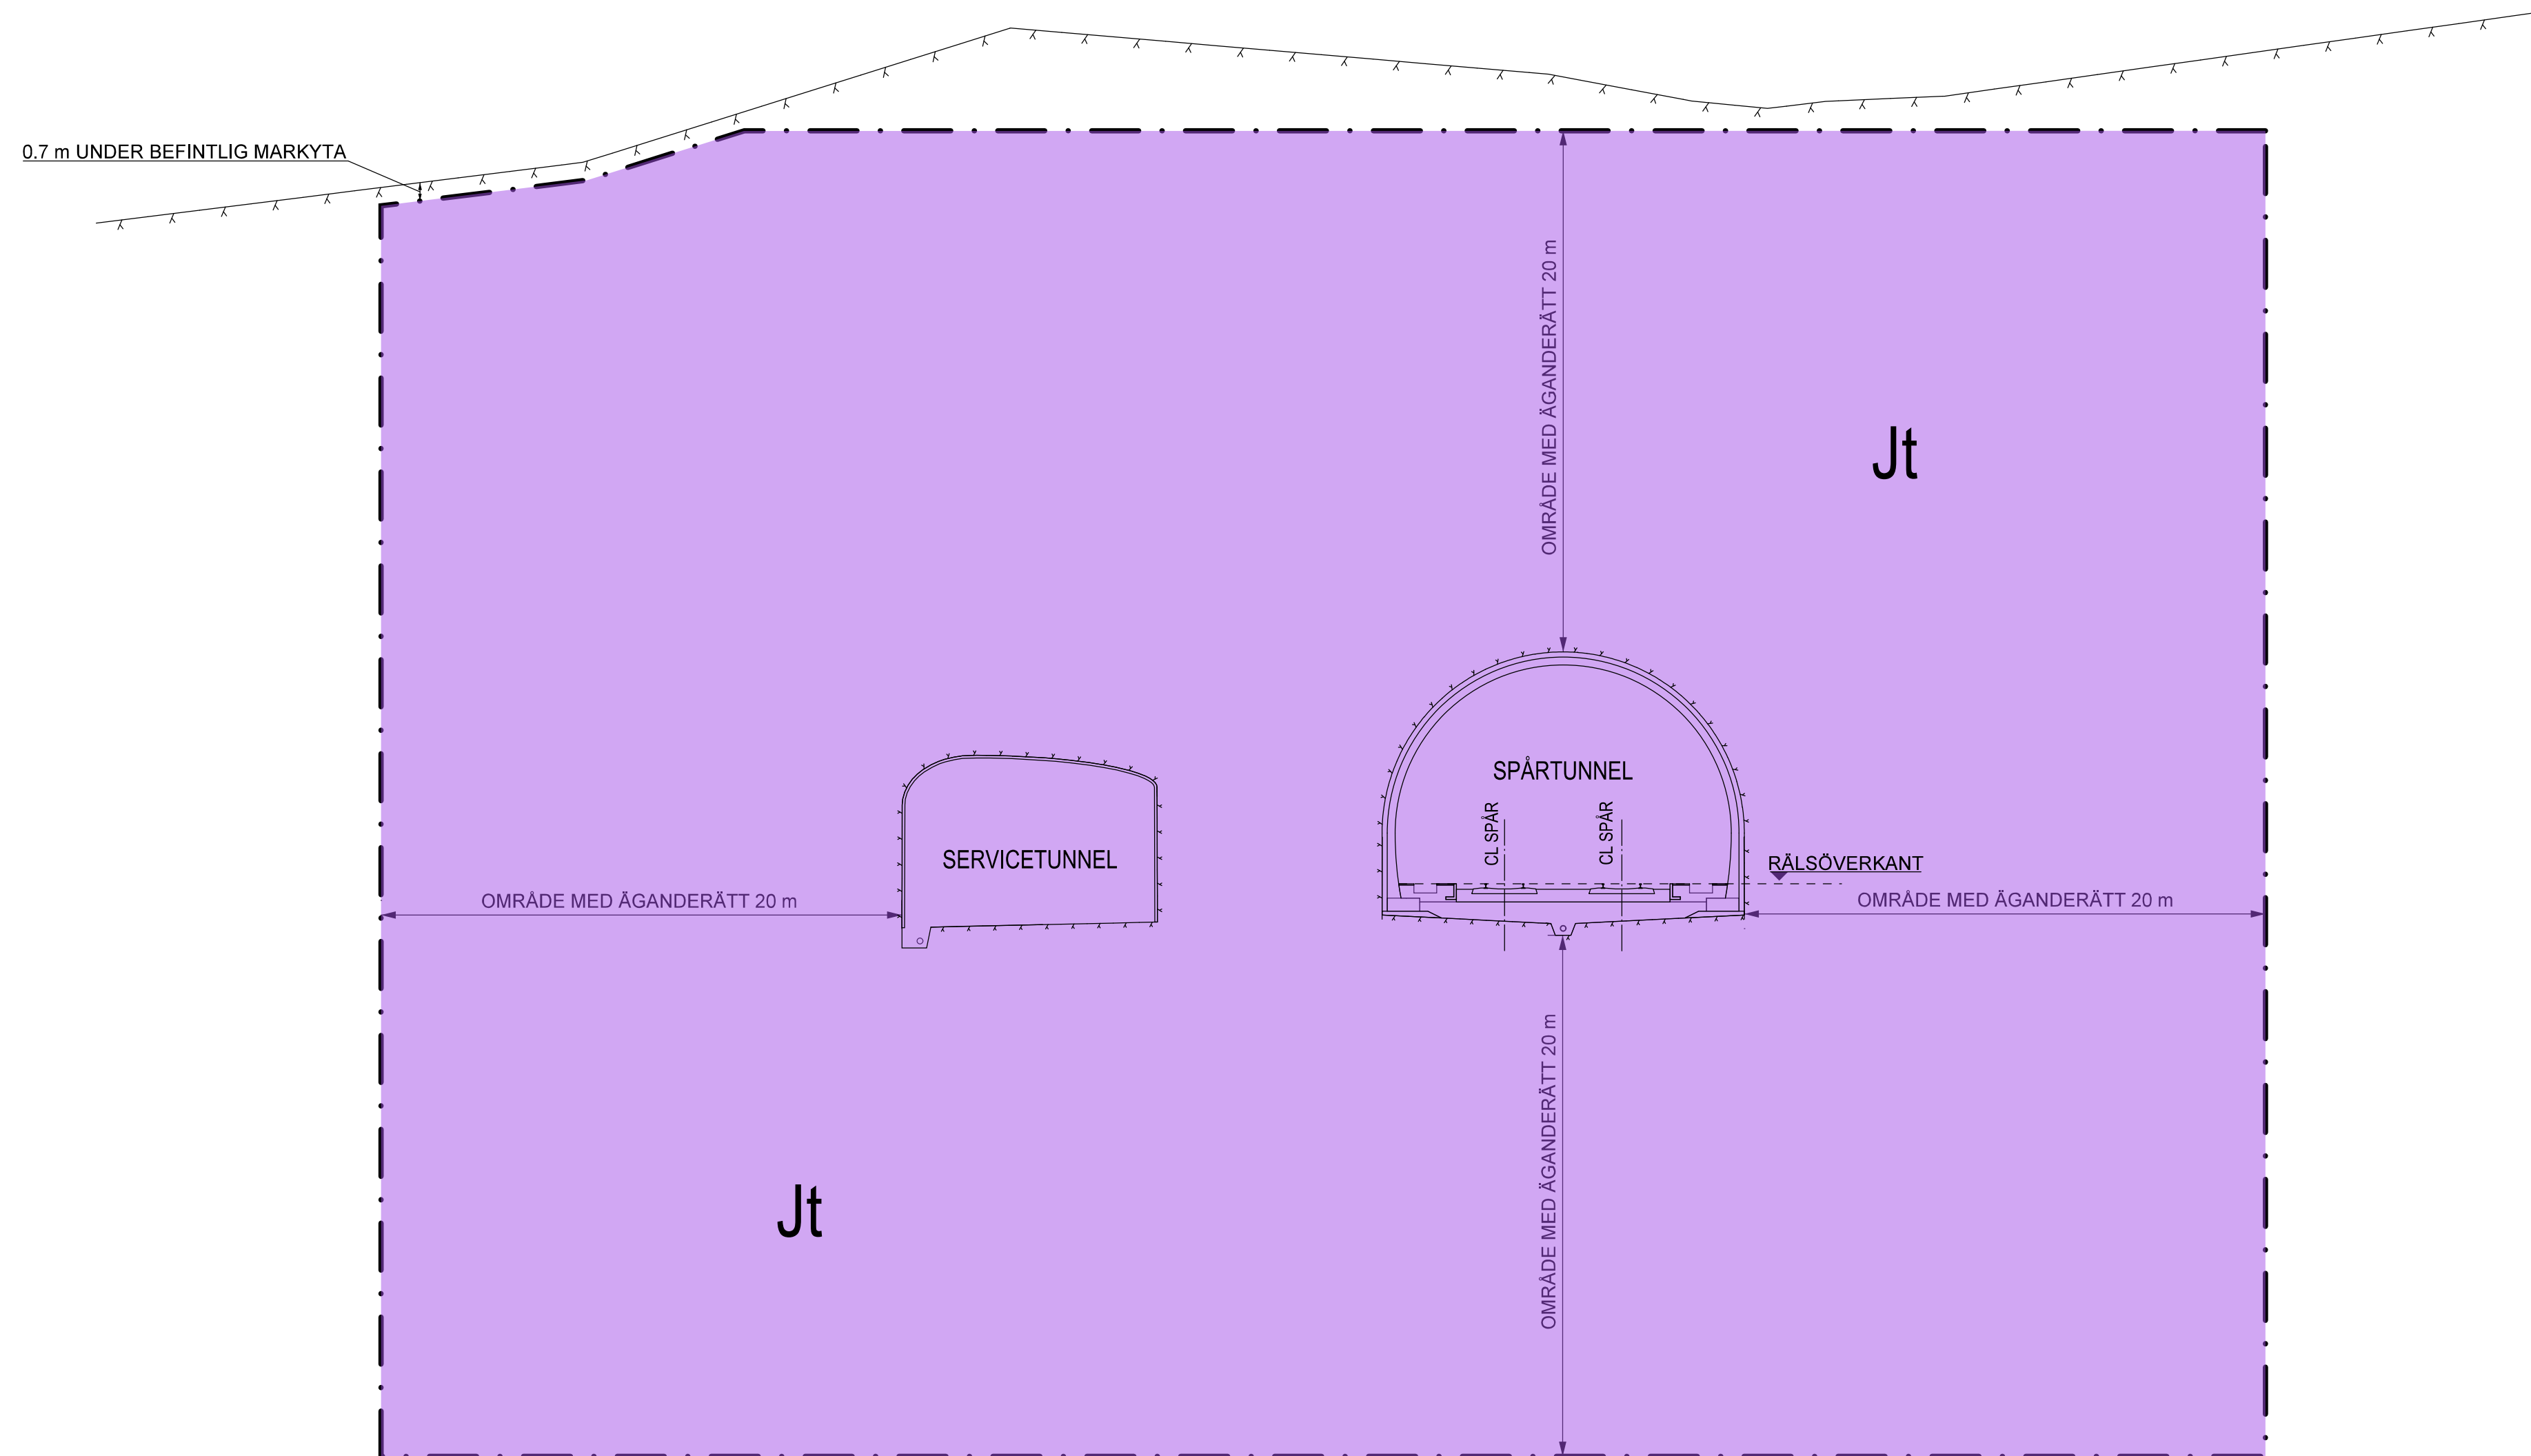 0.7 m UNDER BEFINTLIG MARKYTA
OMRÅDE MED ÄGANDERÄTT 20 m
Jt
SPÅRTUNNEL
CL SPÅR
CL SPÅR
SERVICETUNNEL
RÄLSÖVERKANT
OMRÅDE MED ÄGANDERÄTT 20 m
OMRÅDE MED ÄGANDERÄTT 20 m
OMRÅDE MED ÄGANDERÄTT 20 m
Jt